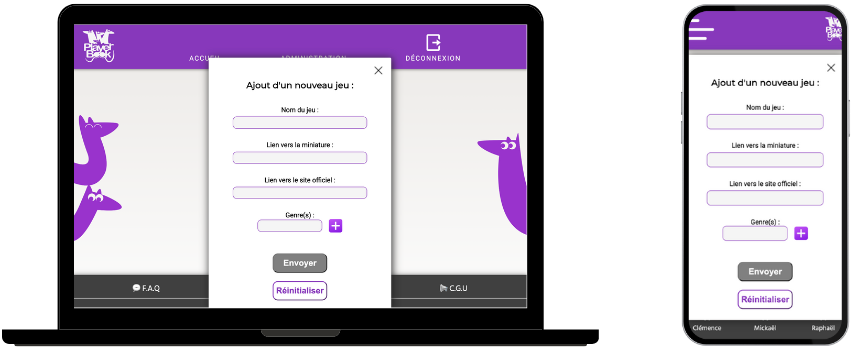 Player
Book
ACCUEIL
ADMINISTRATION
DÉCONNEXION
Ajout d'un nouveau jeu :
Nom du jeu :
Lien vers la miniature :
Lien vers le site officiel :
Genre(s) :
Envoyer
Réinitialiser
F.A.Q
C.G.U
Player
Book
Ajout d'un nouveau jeu :
Nom du jeu :
Lien vers la miniature :
Lien vers le site officiel :
Genre(s) :
Envoyer
Réinitialiser
Clémence Mickaël Raphaël